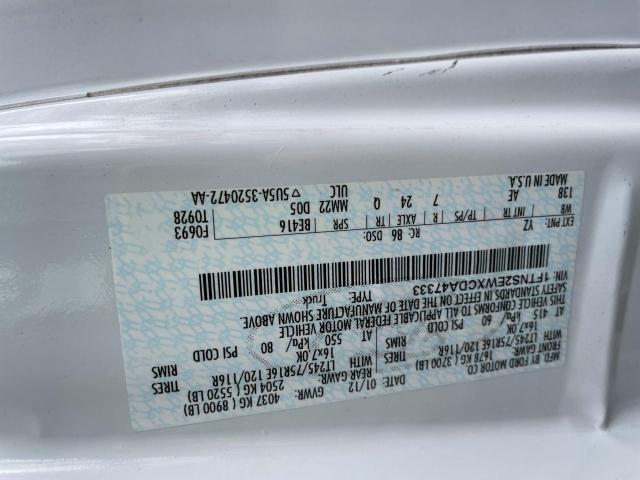 MFD. BY FORD MOTOR CO.
DATE: 01/12 GVWR: 4037 KG ( 8900 LB)
FRONT GAWR: 1678 KG ( 3700 LB) REAR GAWR: 2504 KG ( 5520 LB)
LT245/75R16E 120/116R TIRES WITH LT245/75R16E 120/116R TIRES
16x7.0K RIMS WITH 16x7.0K RIMS
AT 415 kPa/ 60 PSI COLD AT 550 kPa/ 80 PSI COLD
THIS VEHICLE CONFORMS TO ALL APPLICABLE FEDERAL MOTOR VEHICLE
SAFETY STANDARDS IN EFFECT ON THE DATE OF MANUFACTURE SHOWN ABOVE.
VIN: 1FTNS2EWXCDA47333 TYPE: Truck
EXT PNT: YZ RC: 86 DSO: F0693
WB INT TR TP/PS R AXLE TR SPR BE416 T0928
138 AE 7 24 Q MM22 D05
MADE IN U.S.A. ULC 5U5A-3520472-AA